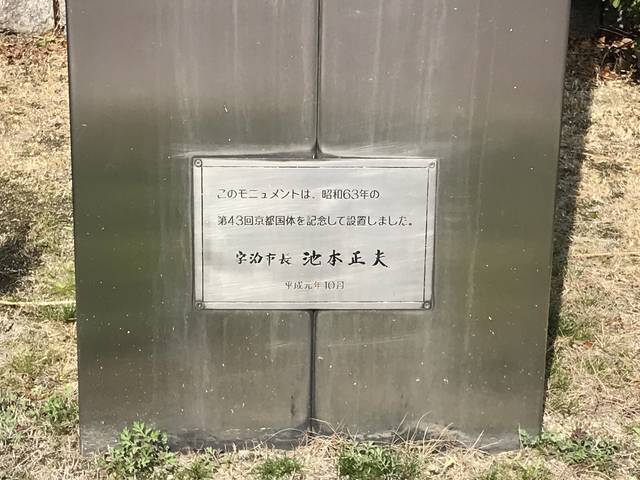 このモニュメントは、昭和63年の
第43回京都国体を記念して設置しました。
宇治市長 池本正夫
平成元年10月